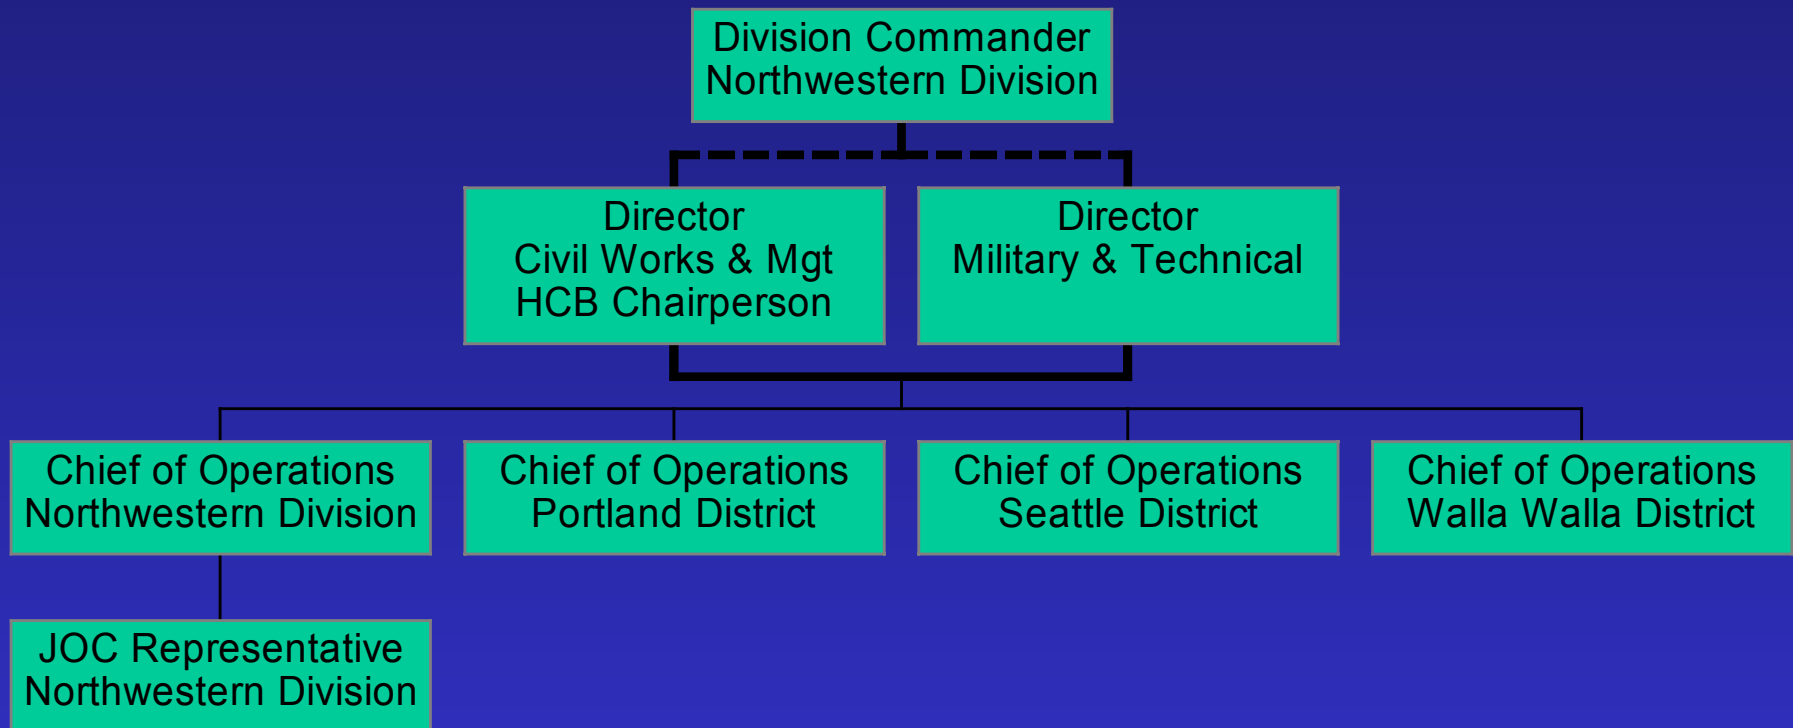 Division Commander
Northwestern Division
Director
Civil Works & Mgt
HCB Chairperson
Director
Military & Technical
Chief of Operations
Northwestern Division
Chief of Operations
Portland District
Chief of Operations
Seattle District
Chief of Operations
Walla Walla District
JOC Representative
Northwestern Division